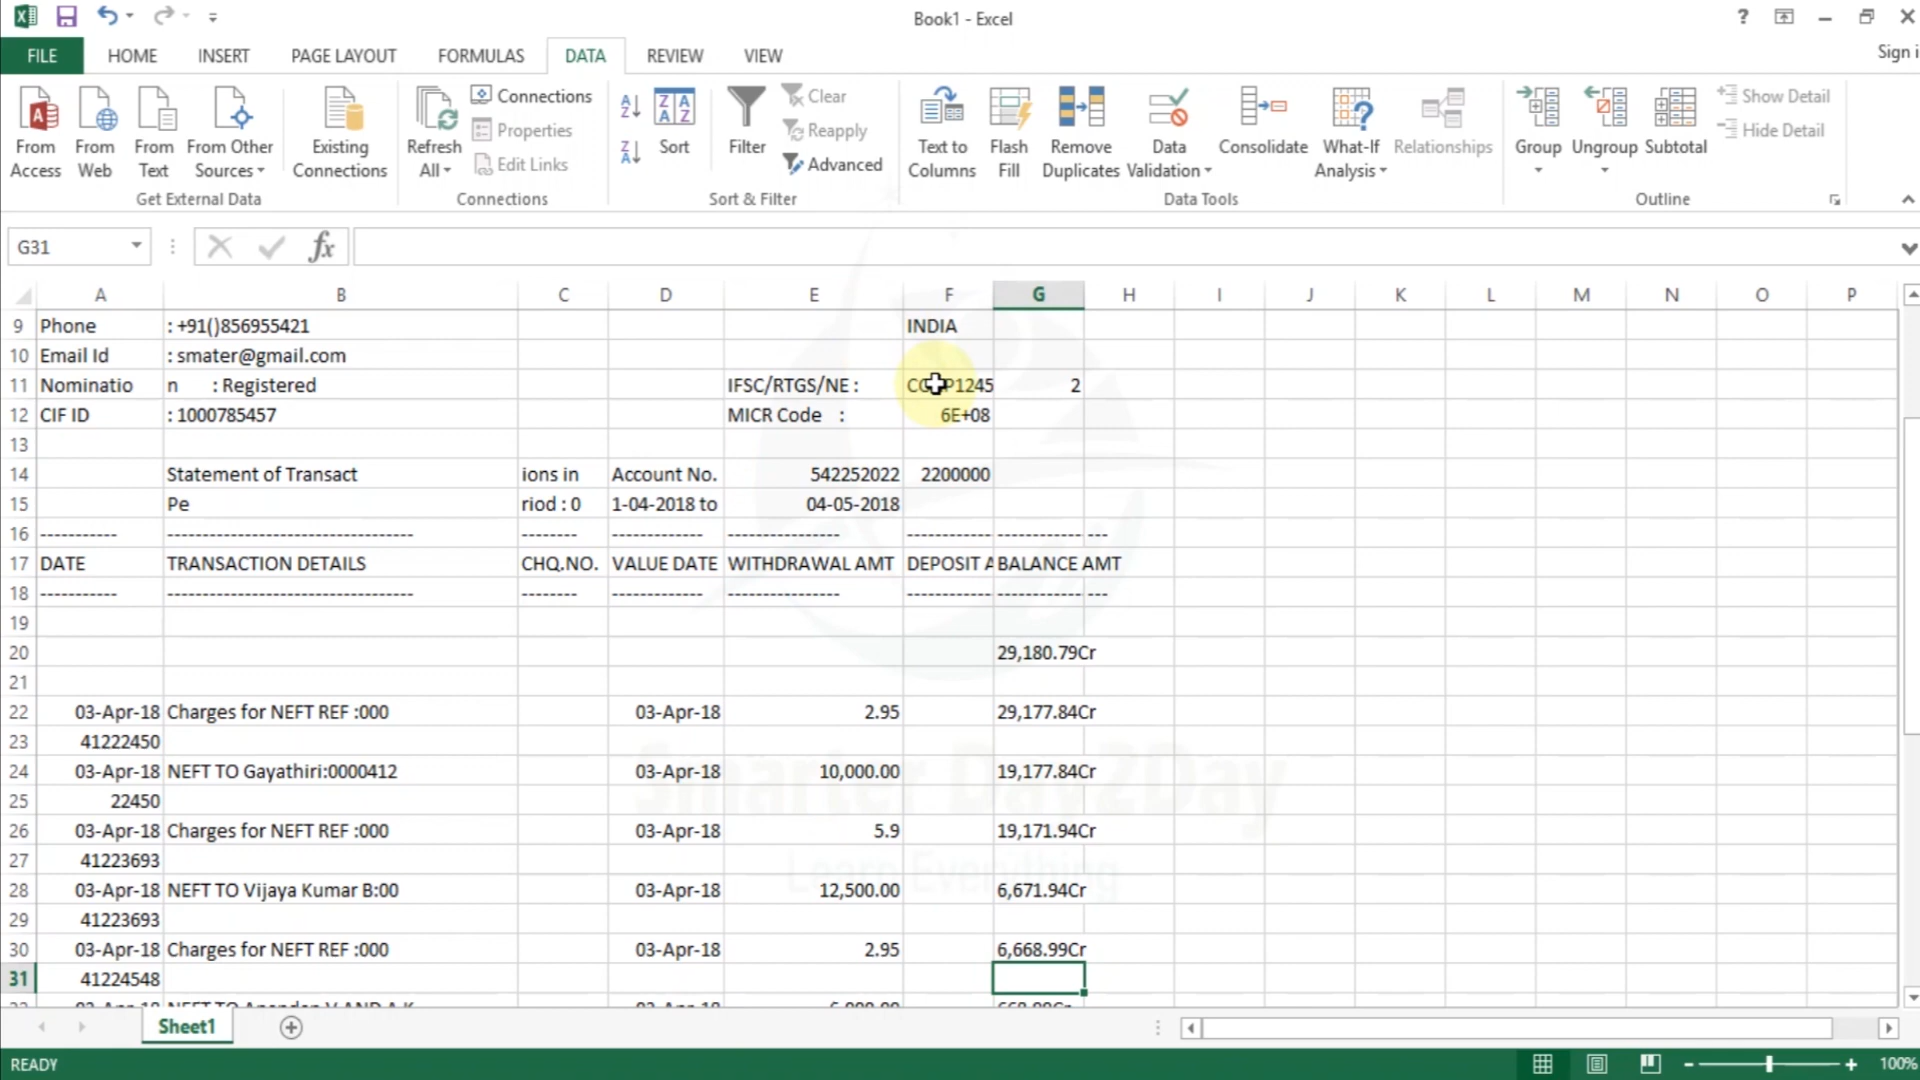 Book1 - Excel
?
Sign i
FILE HOME INSERT PAGE LAYOUT FORMULAS DATA REVIEW VIEW
From Access
From Web
From Text
From Other Sources
Existing Connections
Get External Data
Refresh All
Connections
Properties
Edit Links
Connections
Sort
Filter
Clear
Reapply
Advanced
Sort & Filter
Text to Columns
Flash Fill
Remove Duplicates
Data Validation
Consolidate
What-If Analysis
Relationships
Data Tools
Group
Ungroup
Subtotal
Show Detail
Hide Detail
Outline
G31 fx
A B C D E F G H I J K L M N O P
9 Phone : +91()856955421 INDIA
10 Email Id : smater@gmail.com
11 Nominatio n : Registered IFSC/RTGS/NE : 2
12 CIF ID : 1000785457 MICR Code : 6E+08
13
14 Statement of Transact ions in Account No. 542252022 2200000
15 Pe riod : 0 1-04-2018 to 04-05-2018
16 ----------- --------------------------------- -------- ------------- ---------------- ------------ ------------ ---
17 DATE TRANSACTION DETAILS CHQ.NO. VALUE DATE WITHDRAWAL AMT DEPOSIT A BALANCE AMT
18 ----------- --------------------------------- -------- ------------- ---------------- ------------ ------------ ---
19
20 29,180.79Cr
21
22 03-Apr-18 Charges for NEFT REF :000 03-Apr-18 2.95 29,177.84Cr
23 41222450
24 03-Apr-18 NEFT TO Gayathiri:0000412 03-Apr-18 10,000.00 19,177.84Cr
25 22450
26 03-Apr-18 Charges for NEFT REF :000 03-Apr-18 5.9 19,171.94Cr
27 41223693
28 03-Apr-18 NEFT TO Vijaya Kumar B:00 03-Apr-18 12,500.00 6,671.94Cr
29 41223693
30 03-Apr-18 Charges for NEFT REF :000 03-Apr-18 2.95 6,668.99Cr
31 41224548
Smarter Day2Day
Learn Everything
Sheet1
READY 100%